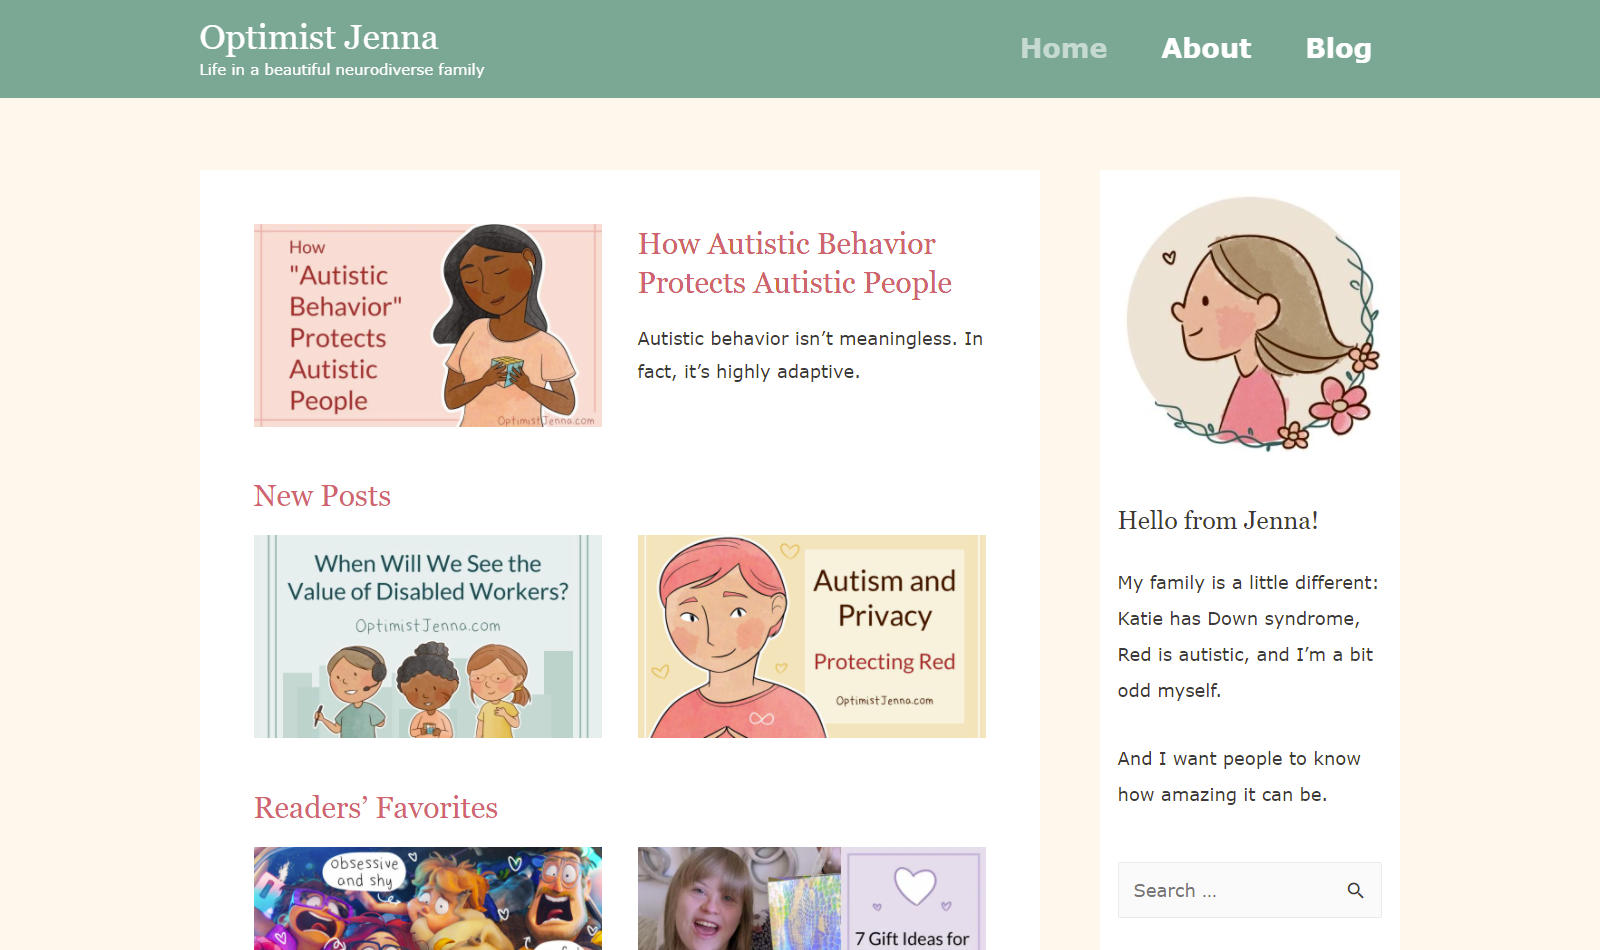 Optimist Jenna
Life in a beautiful neurodiverse family
Home
About
Blog
How
"Autistic
Behavior"
Protects
Autistic
People
OptimistJenna.com
How Autistic Behavior
Protects Autistic People
Autistic behavior isn’t meaningless. In
fact, it’s highly adaptive.
New Posts
When Will We See the
Value of Disabled Workers?
OptimistJenna.com
Autism and
Privacy
Protecting Red
OptimistJenna.com
Readers’ Favorites
obsessive
and shy
7 Gift Ideas for
Hello from Jenna!
My family is a little different:
Katie has Down syndrome,
Red is autistic, and I’m a bit
odd myself.
And I want people to know
how amazing it can be.
Search ...